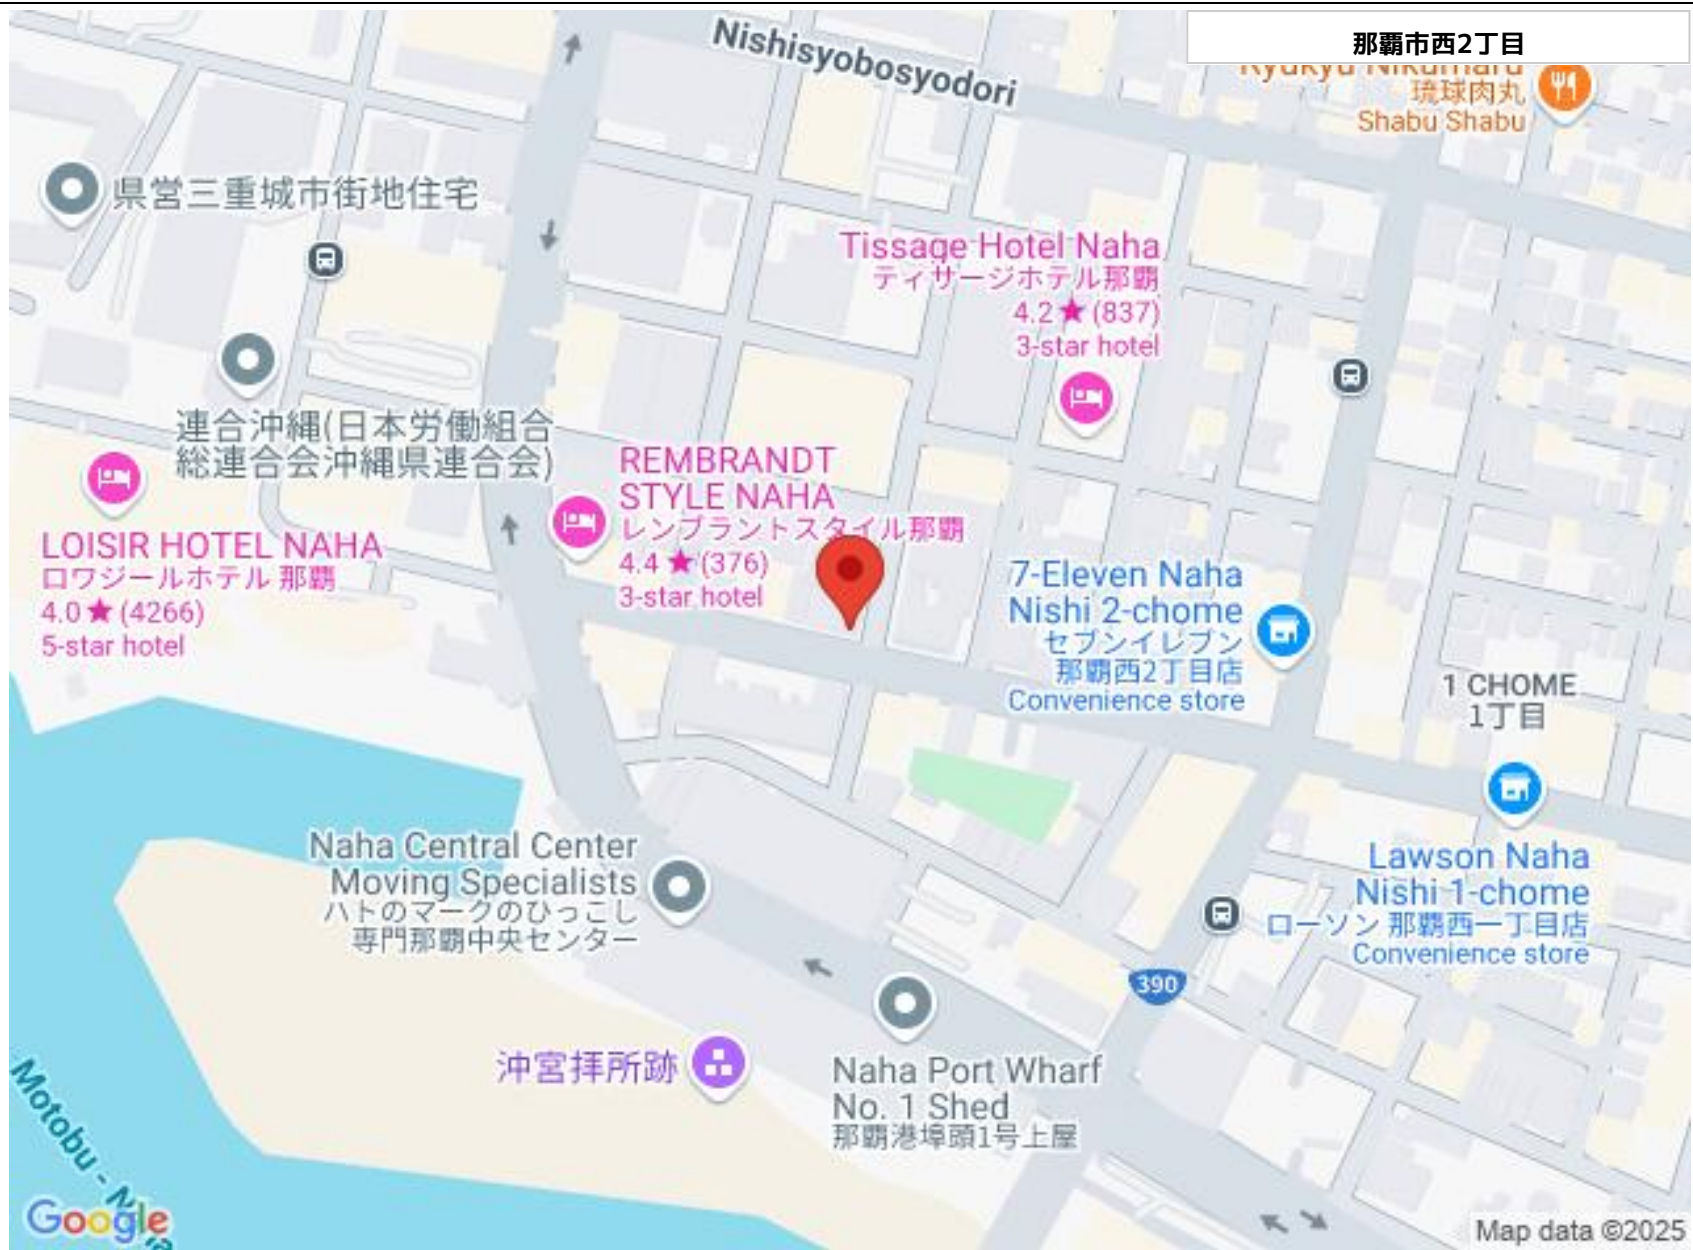 那覇市西2丁目
Nishisyobosyodori
Ryukyu Nikumaru
琉球肉丸
Shabu Shabu
県営三重城市街地住宅
Tissage Hotel Naha
ティサージホテル那覇
4.2★(837)
3-star hotel
連合沖縄(日本労働組合
総連合会沖縄県連合会)
REMBRANDT
STYLE NAHA
レンブラントスタイル那覇
4.4★(376)
3-star hotel
LOISIR HOTEL NAHA
ロワジールホテル 那覇
4.0★(4266)
5-star hotel
7-Eleven Naha
Nishi 2-chome
セブンイレブン
那覇西2丁目店
Convenience store
1 CHOME
1丁目
Lawson Naha
Nishi 1-chome
ローソン 那覇西一丁目店
Convenience store
Naha Central Center
Moving Specialists
ハトのマークのひっこし
専門那覇中央センター
390
沖宮拝所跡
Naha Port Wharf
No. 1 Shed
那覇港埠頭1号上屋
Motobu -
Google
Map data ©2025